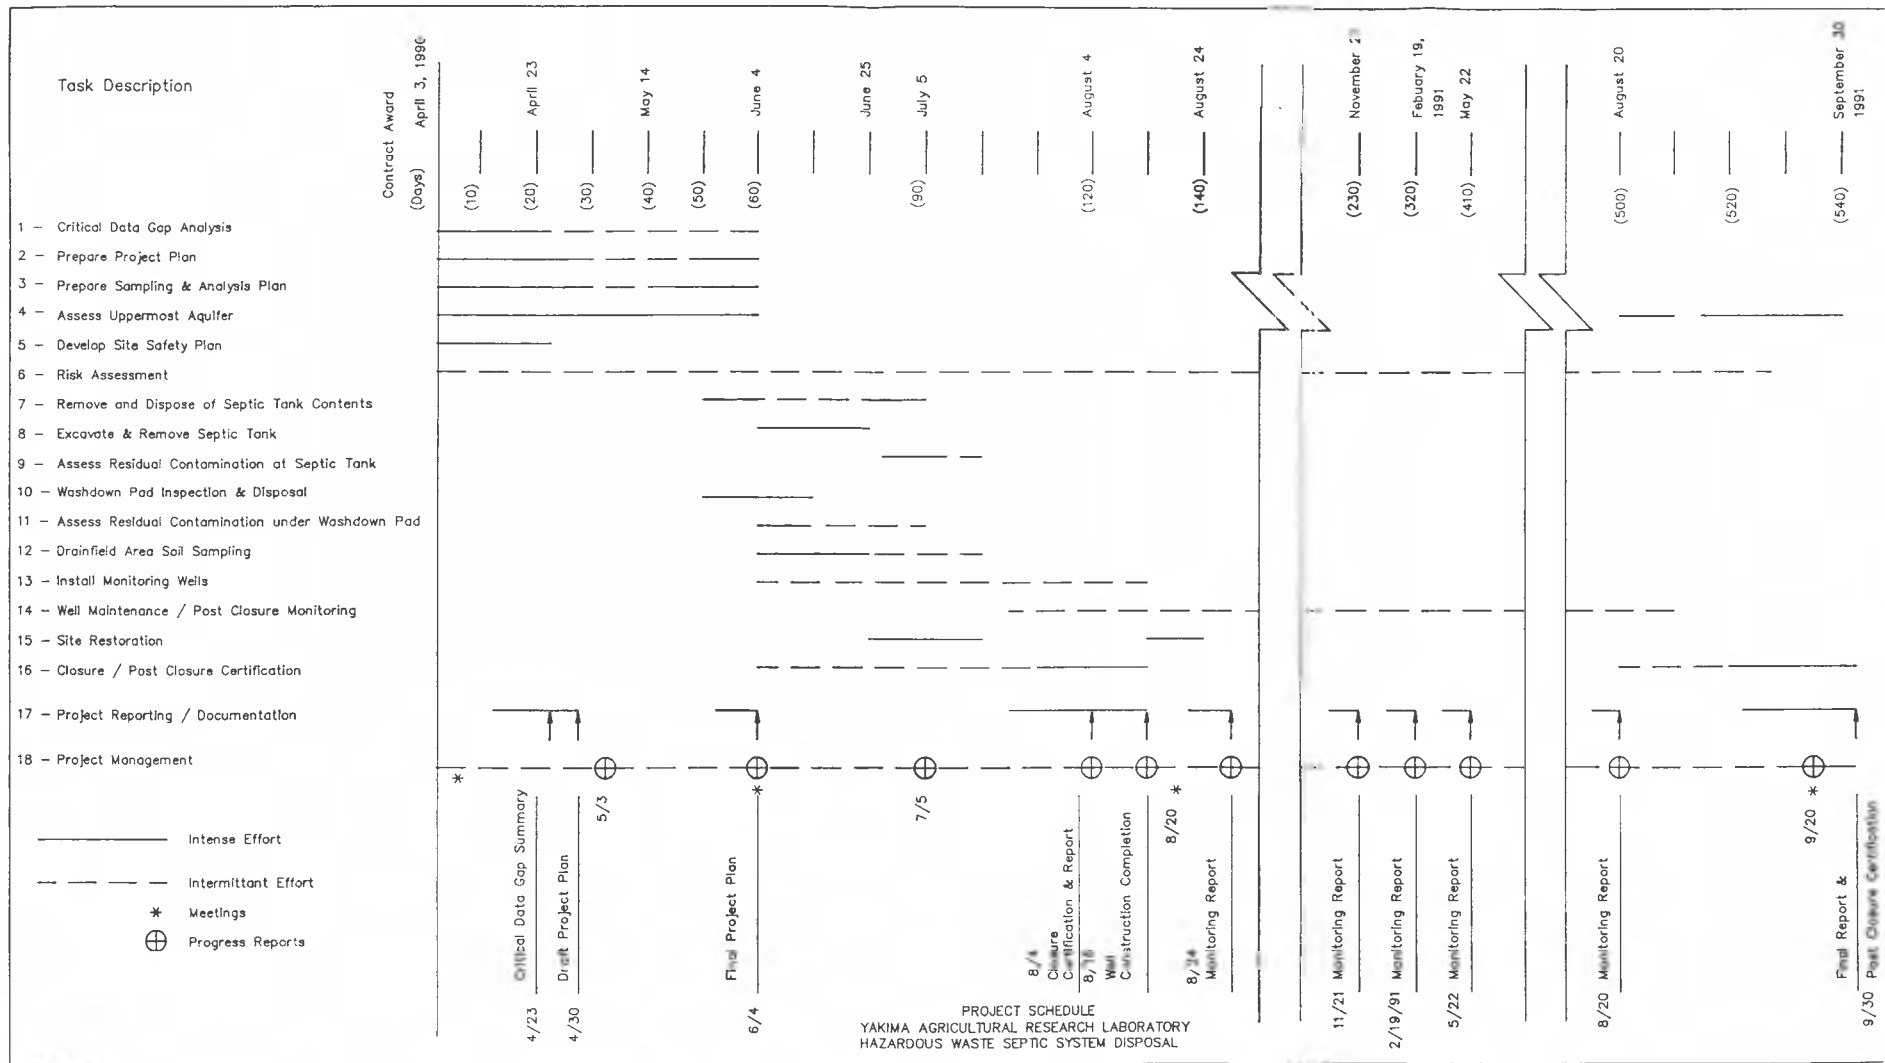 Task Description
Contract Award
April 3, 1990
(Days)
(10)
April 23
(20)
(30)
May 14
(40)
(50)
June 4
(60)
June 25
July 5
(90)
August 4
(120)
August 24
(140)
November 23
(230)
Febuary 19,
1991
(320)
May 22
(410)
August 20
(500)
(520)
September 30
1991
(540)
1 - Critical Data Gap Analysis
2 - Prepare Project Plan
3 - Prepare Sampling & Analysis Plan
4 - Assess Uppermost Aquifer
5 - Develop Site Safety Plan
6 - Risk Assessment
7 - Remove and Dispose of Septic Tank Contents
8 - Excavate & Remove Septic Tank
9 - Assess Residual Contamination at Septic Tank
10 - Washdown Pad Inspection & Disposal
11 - Assess Residual Contamination under Washdown Pad
12 - Drainfield Area Soil Sampling
13 - Install Monitoring Wells
14 - Well Maintenance / Post Closure Monitoring
15 - Site Restoration
16 - Closure / Post Closure Certification
17 - Project Reporting / Documentation
18 - Project Management
Intense Effort
Intermittant Effort
* Meetings
Progress Reports
4/23 Critical Data Gap Summary
4/30 Draft Project Plan
5/3
6/4 Final Project Plan
7/5
8/4
Closure
Certification & Report
8/16
Well
Construction Completion
8/20
8/24
Monitoring Report
11/21 Monitoring Report
2/19/91 Monitoring Report
5/22 Monitoring Report
8/20 Monitoring Report
9/20
Final Report &
9/30 Post Closure Certification
PROJECT SCHEDULE
YAKIMA AGRICULTURAL RESEARCH LABORATORY
HAZARDOUS WASTE SEPTIC SYSTEM DISPOSAL